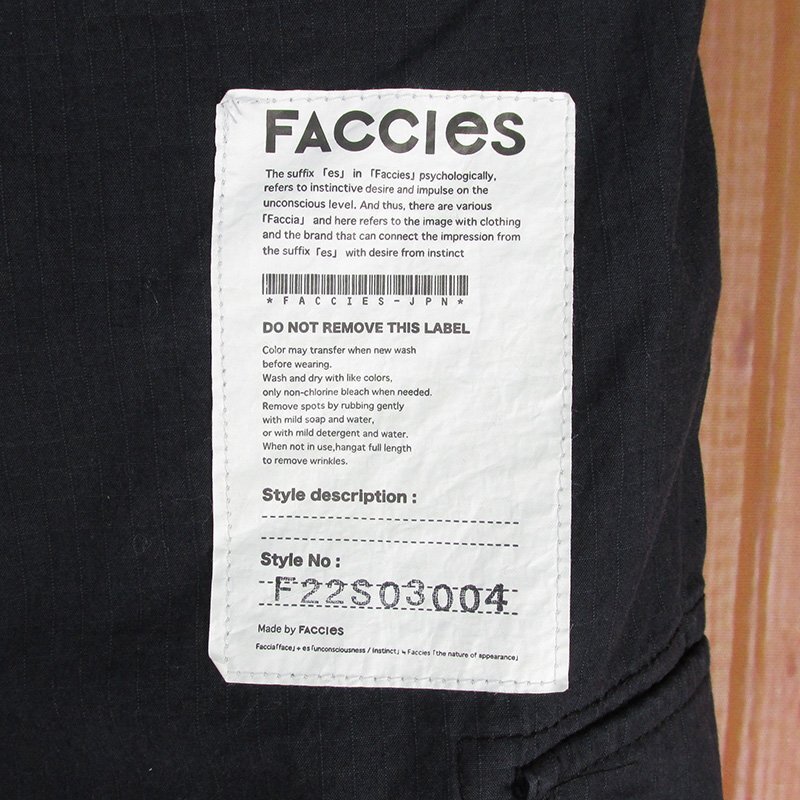 FACCIES
The suffix「es」in「Faccies」psychologically,
refers to instinctive desire and impulse on the
unconscious level. And thus, there are various
「Faccia」and here refers to the image with clothing
and the brand that can connect the impression from
the suffix「es」with desire from instinct
*FACCIES-JPN*
DO NOT REMOVE THIS LABEL
Color may transfer when new wash
before wearing.
Wash and dry with like colors,
only non-chlorine bleach when needed.
Remove spots by rubbing gently
with mild soap and water,
or with mild detergent and water.
When not in use,hangat full length
to remove wrinkles.
Style description :
Style No :
F22S03004
Made by FACCIES
Faccia「face」+ es「unconsciousness / instinct」≒ Faccies「the nature of appearance」